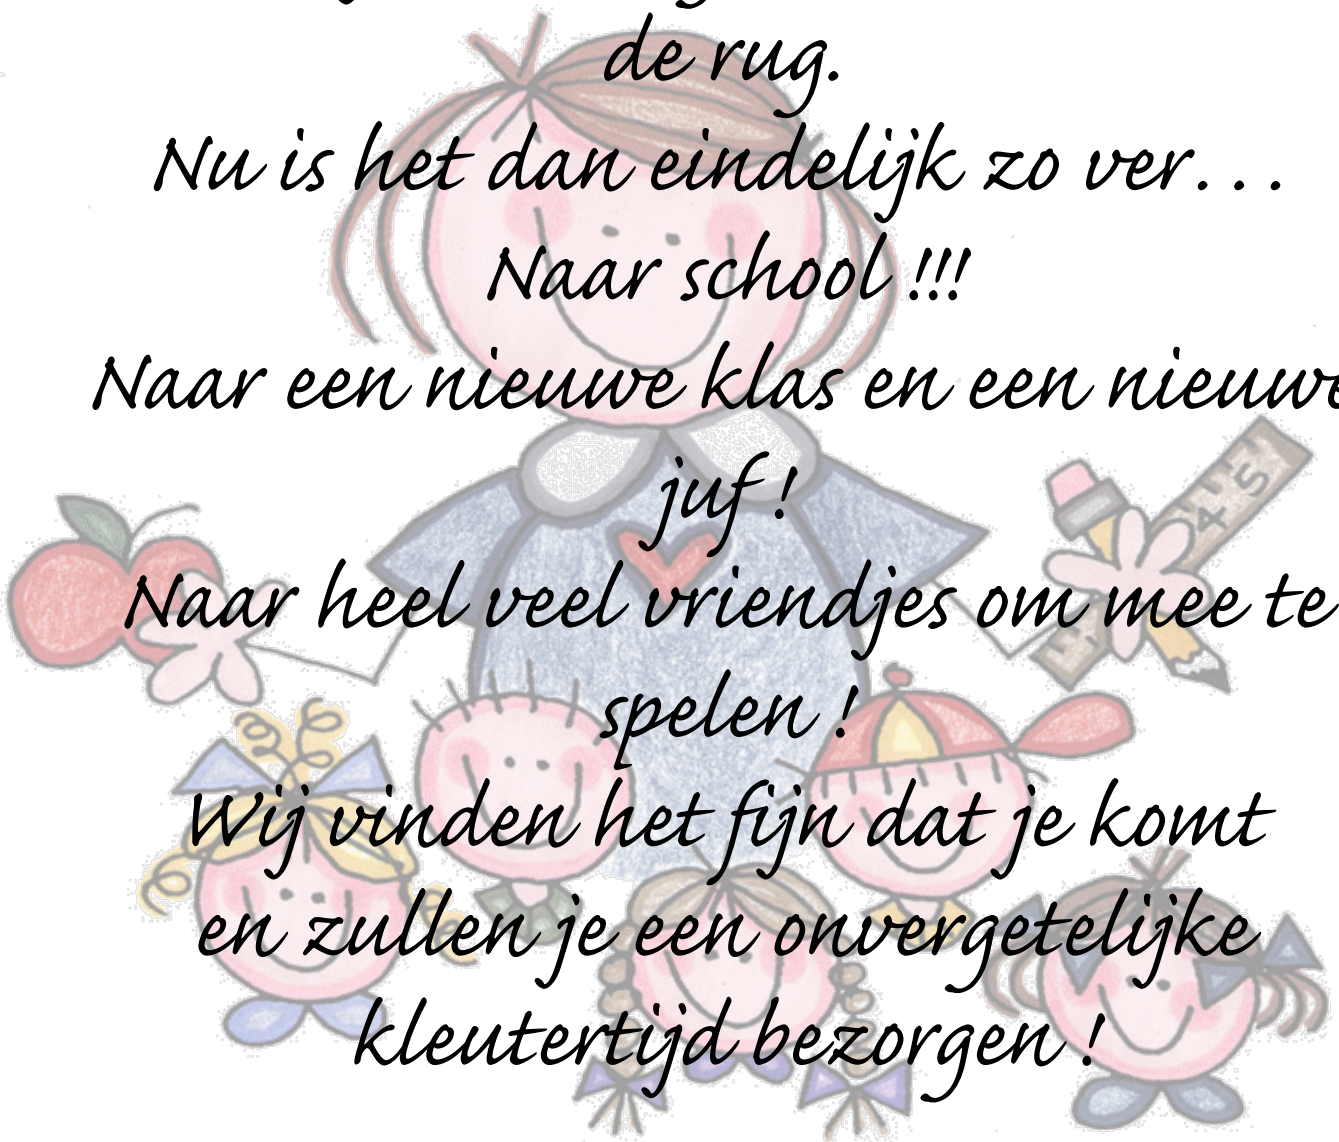 de rug.
Nu is het dan eindelijk zo ver…
Naar school !!!
Naar een nieuwe klas en een nieuwe
juf !
Naar heel veel vriendjes om mee te
spelen !
Wij vinden het fijn dat je komt
en zullen je een onvergetelijke
kleutertijd bezorgen !
4 5